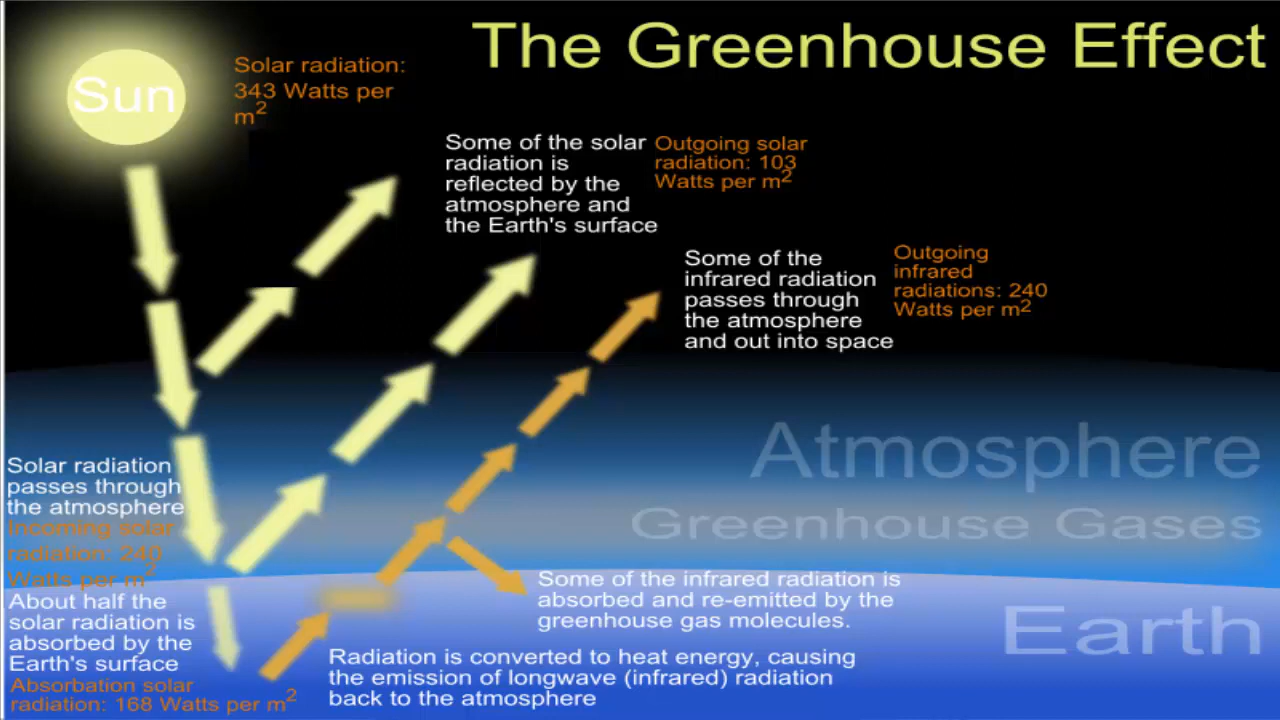 The Greenhouse Effect
Sun
Solar radiation:
343 Watts per
m²
Some of the solar
radiation is
reflected by the
atmosphere and
the Earth's surface
Outgoing solar
radiation: 103
Watts per m²
Some of the
infrared radiation
passes through
the atmosphere
and out into space
Outgoing
infrared
radiations: 240
Watts per m²
Atmosphere
Greenhouse Gases
Solar radiation
passes through
the atmosphere
Incoming solar
radiation: 240
Watts per m²
About half the
solar radiation is
absorbed by the
Earth's surface
Absorbation solar
radiation: 168 Watts per m²
Some of the infrared radiation is
absorbed and re-emitted by the
greenhouse gas molecules.
Earth
Radiation is converted to heat energy, causing
the emission of longwave (infrared) radiation
back to the atmosphere